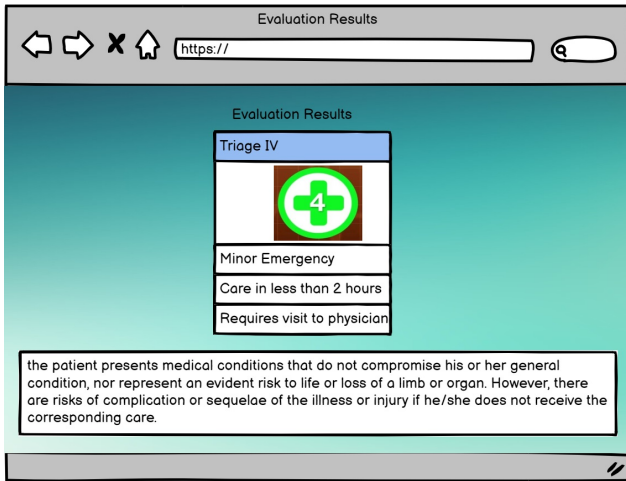 Evaluation Results
https://
Evaluation Results
Triage IV
4
Minor Emergency
Care in less than 2 hours
Requires visit to physician
the patient presents medical conditions that do not compromise his or her general
condition, nor represent an evident risk to life or loss of a limb or organ. However, there
are risks of complication or sequelae of the illness or injury if he/she does not receive the
corresponding care.